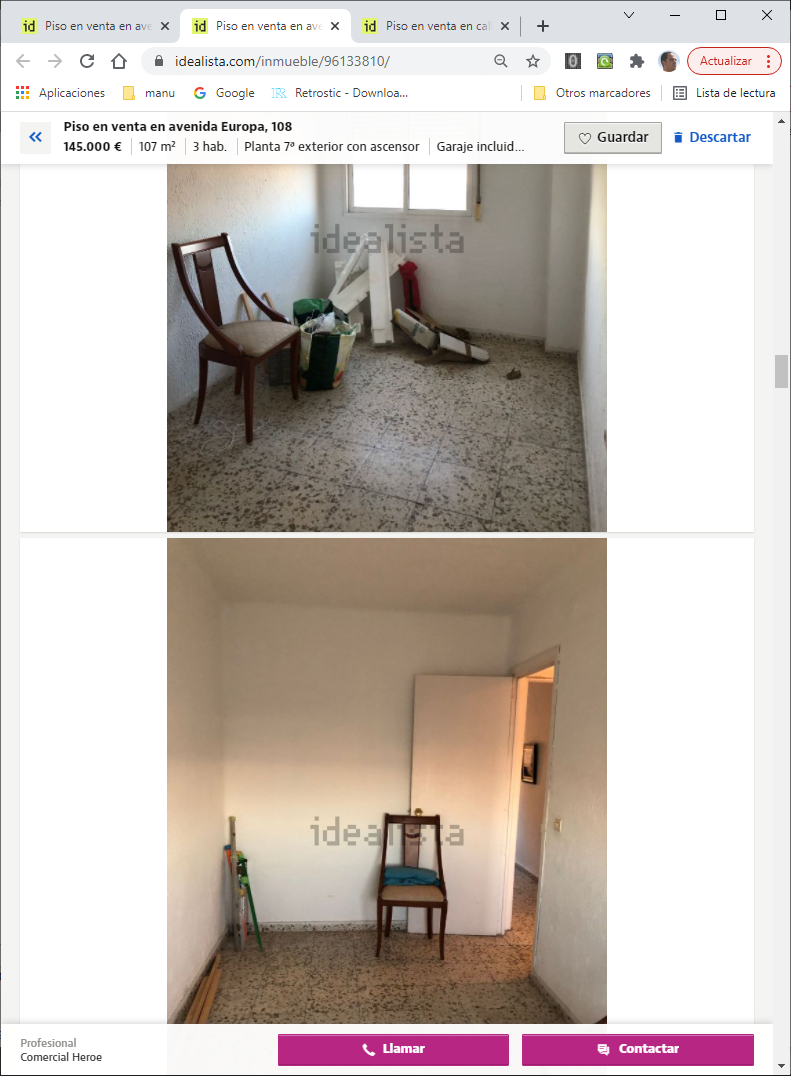 id Piso en venta en ave
id Piso en venta en ave
id Piso en venta en cal
idealista.com/inmueble/96133810/
Actualizar
Aplicaciones
manu
Google
Retrostic - Downloa...
Otros marcadores
Lista de lectura
Piso en venta en avenida Europa, 108
145.000 € 107 m² 3 hab. Planta 7ª exterior con ascensor Garaje incluid...
Guardar
Descartar
idealista
idealista
Profesional
Comercial Heroe
Llamar
Contactar